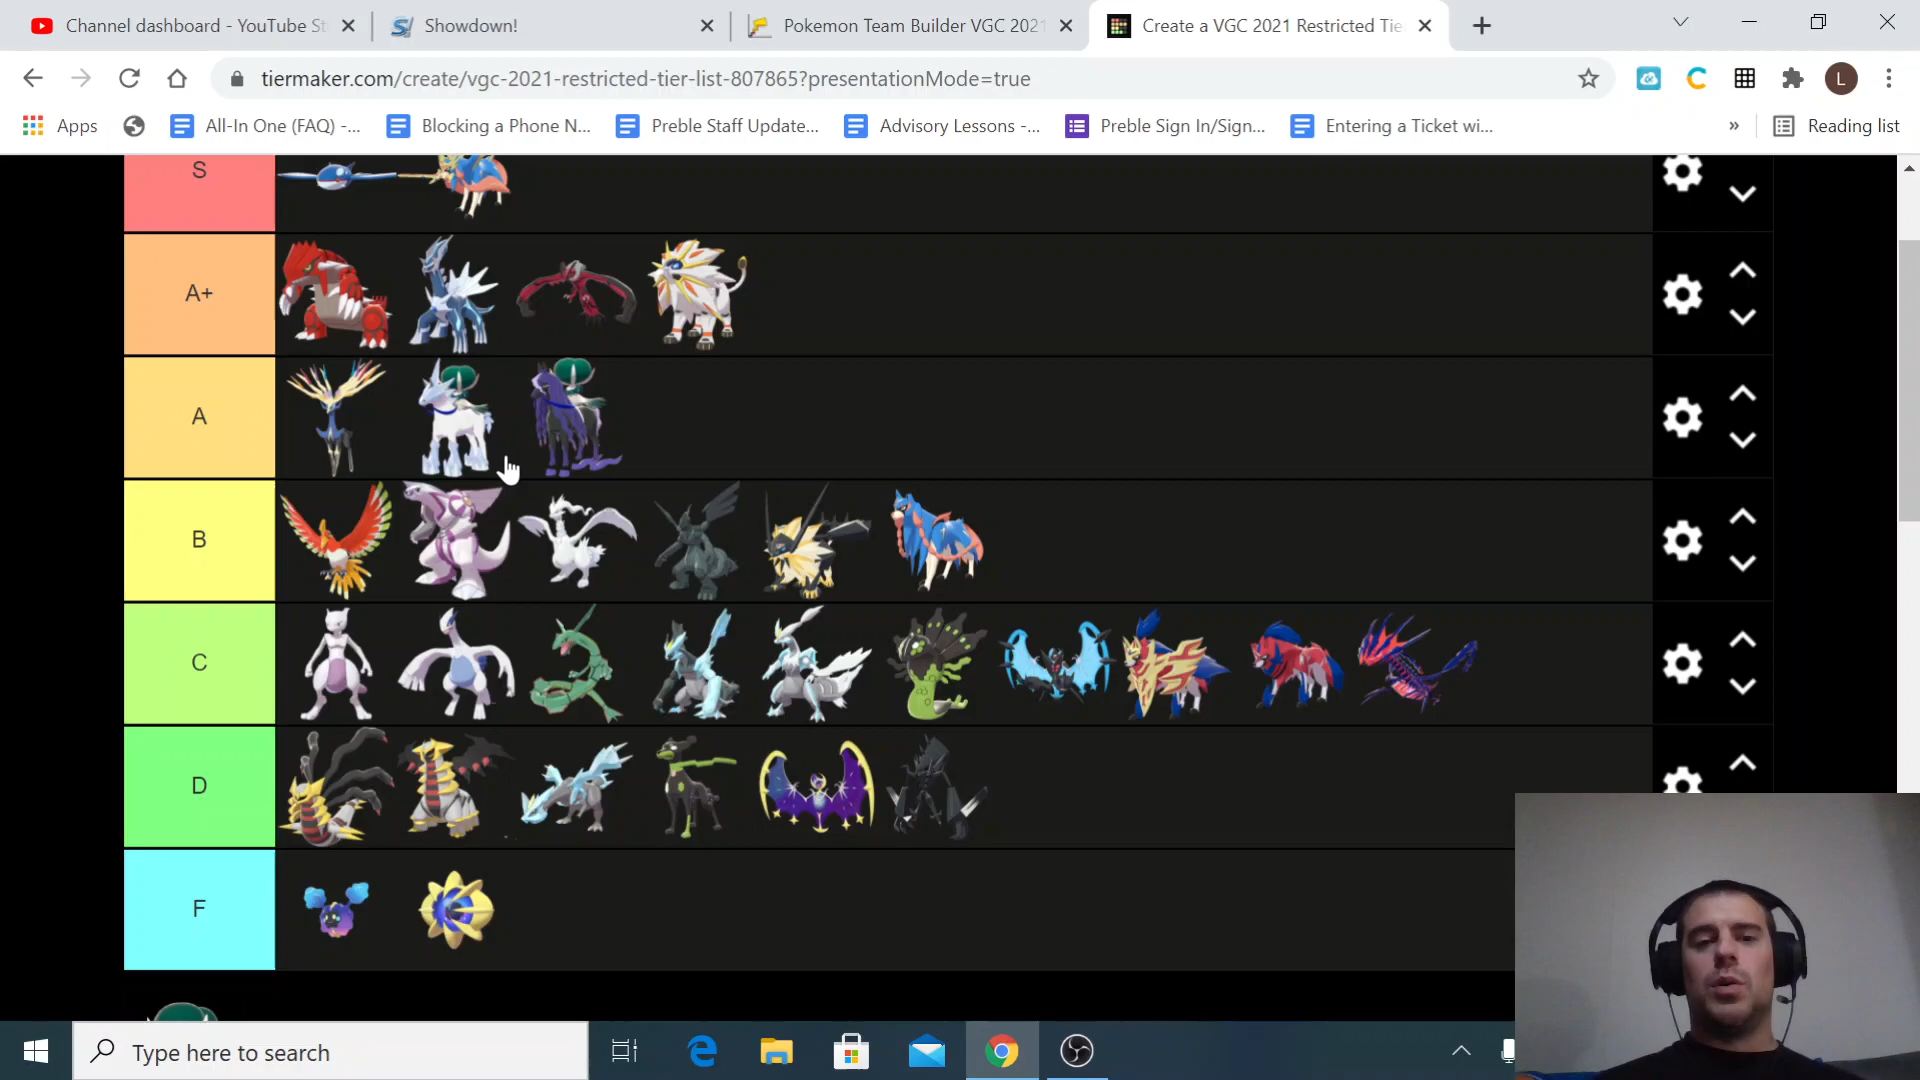 Channel dashboard - YouTube St
Showdown!
Pokemon Team Builder VGC 2021
Create a VGC 2021 Restricted Tie
tiermaker.com/create/vgc-2021-restricted-tier-list-807865?presentationMode=true
L
Apps
All-In One (FAQ) -...
Blocking a Phone N...
Preble Staff Update...
Advisory Lessons -...
Preble Sign In/Sign...
Entering a Ticket wi...
»
Reading list
S
A+
A
B
C
D
F
Type here to search